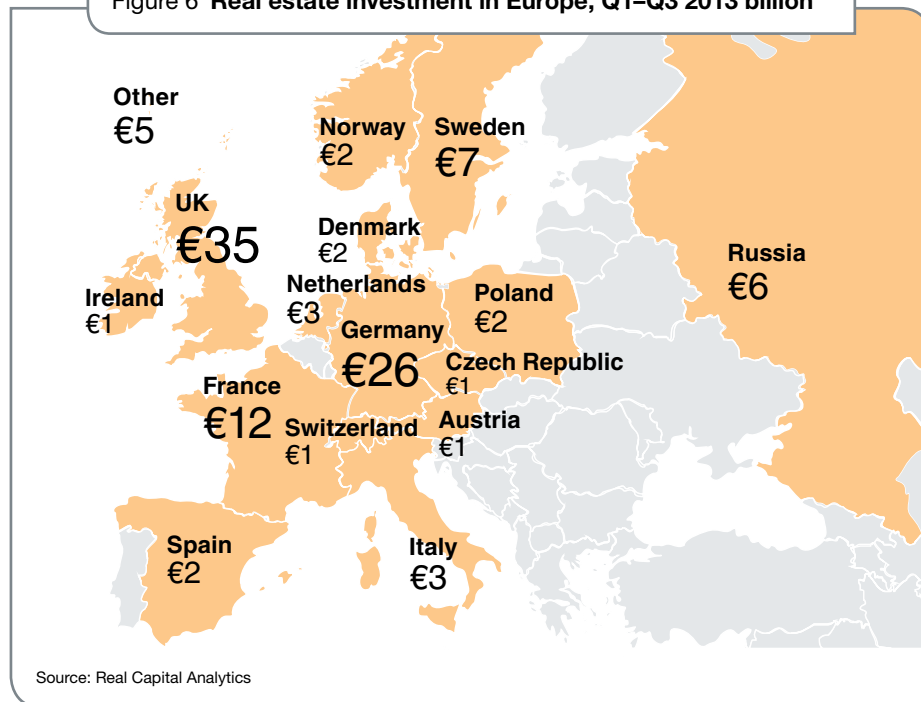 Figure 6 Real estate investment in Europe, Q1–Q3 2013 billion
Other
€5
Norway
€2
Sweden
€7
UK
€35
Denmark
€2
Russia
€6
Ireland
€1
Netherlands
€3
Poland
€2
Germany
€26
Czech Republic
€1
France
€12
Switzerland
€1
Austria
€1
Spain
€2
Italy
€3
Source: Real Capital Analytics